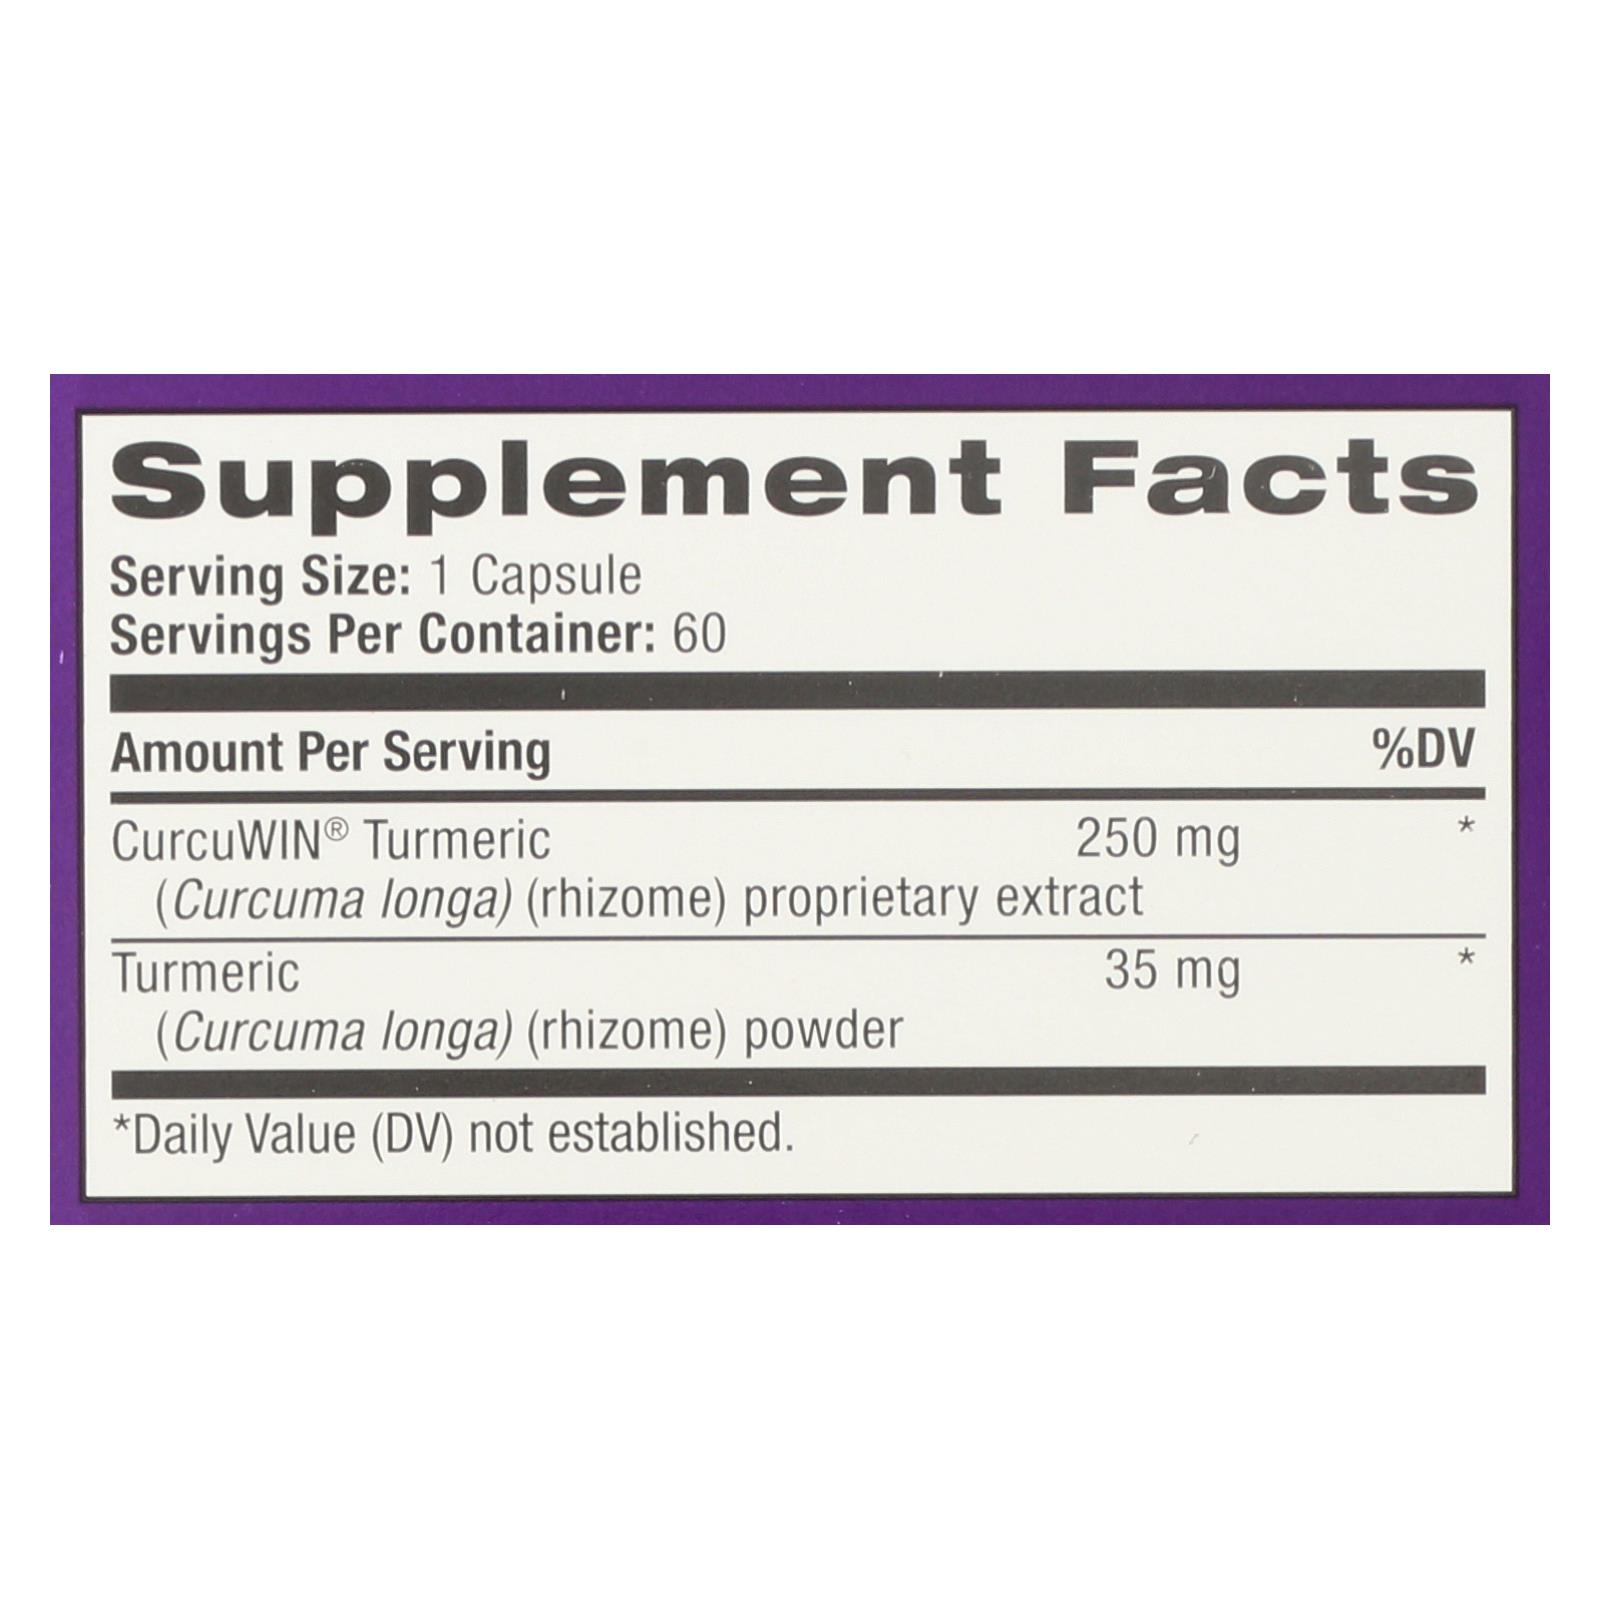 Supplement Facts
Serving Size: 1 Capsule
Servings Per Container: 60
Amount Per Serving %DV
CurcuWIN® Turmeric 250 mg *
(Curcuma longa) (rhizome) proprietary extract
Turmeric 35 mg *
(Curcuma longa) (rhizome) powder
*Daily Value (DV) not established.